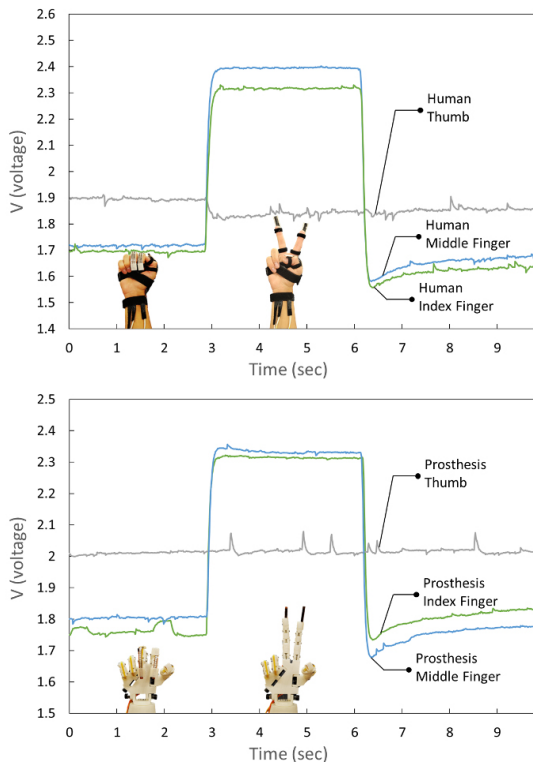 V (voltage)
2.6
2.5
2.4
2.3
2.2
2.1
2
1.9
1.8
1.7
1.6
1.5
1.4
Human
Thumb
Human
Middle Finger
Human
Index Finger
0 1 2 3 4 5 6 7 8 9
Time (sec)
V (voltage)
2.5
2.4
2.3
2.2
2.1
2.0
1.9
1.8
1.7
1.6
1.5
Prosthesis
Thumb
Prosthesis
Index Finger
Prosthesis
Middle Finger
0 1 2 3 4 5 6 7 8 9
Time (sec)